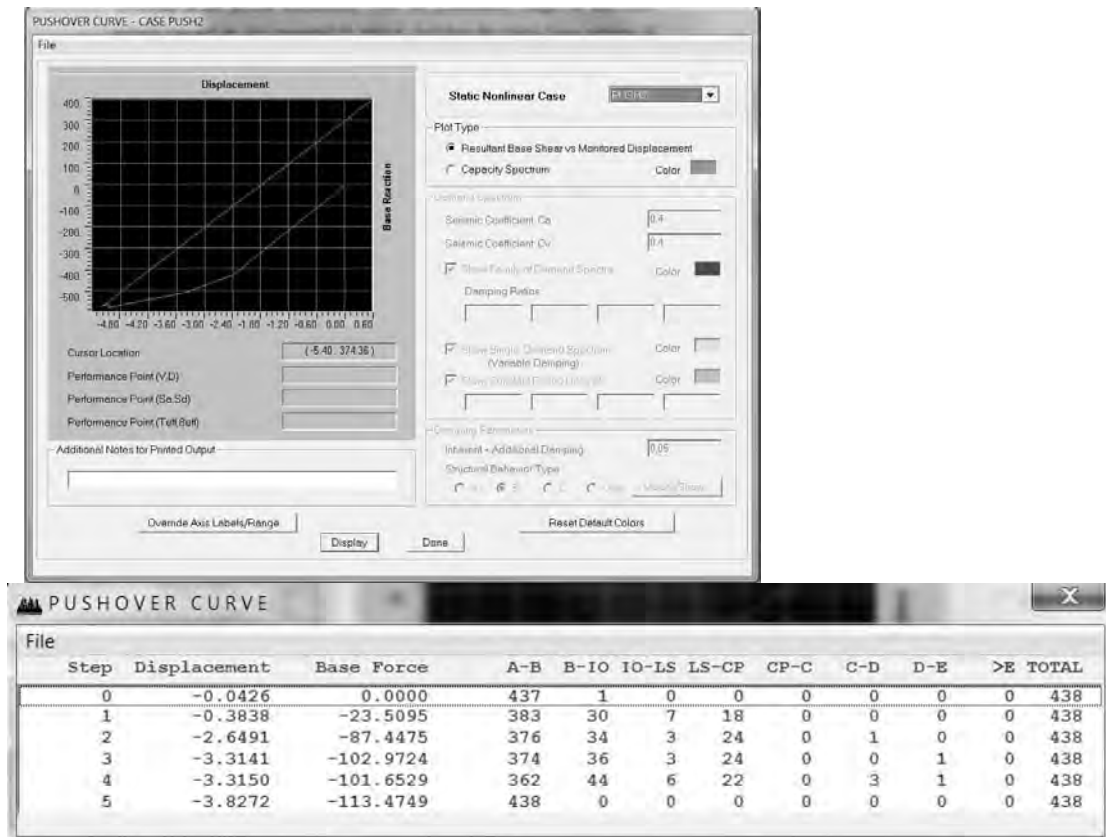 PUSHOVER CURVE - CASE PUSH2
File
Displacement
400.
300.
200.
100.
0.
-100.
-200.
-300.
-400.
-500.
Base Reaction
-4.80 -4.20 -3.60 -3.00 -2.40 -1.80 -1.20 -0.60 0.00 0.60
Cursor Location (-5.40 . 374.36 )
Performance Point (V,D)
Performance Point (Sa,Sd)
Performance Point (Teff,Beff)
Additional Notes for Printed Output
Override Axis Labels/Range
Static Nonlinear Case PUSH2
Plot Type
Resultant Base Shear vs Monitored Displacement
Capacity Spectrum Color
Demand Spectrum
Seismic Coefficient Ca 0.4
Seismic Coefficient Cv 0.4
Show Family of Demand Spectra Color
Damping Ratios
Show Single Demand Spectrum Color
(Variable Damping)
Color
Damping Parameters
Inherent + Additional Damping 0.05
Structural Behavior Type
Reset Default Colors
Display Done
PUSHOVER CURVE X
File
Step Displacement Base Force A-B B-IO IO-LS LS-CP CP-C C-D D-E >E TOTAL
0 -0.0426 0.0000 437 1 0 0 0 0 0 0 438
1 -0.3838 -23.5095 383 30 7 18 0 0 0 0 438
2 -2.6491 -87.4475 376 34 3 24 0 1 0 0 438
3 -3.3141 -102.9724 374 36 3 24 0 0 1 0 438
4 -3.3150 -101.6529 362 44 6 22 0 3 1 0 438
5 -3.8272 -113.4749 438 0 0 0 0 0 0 0 438